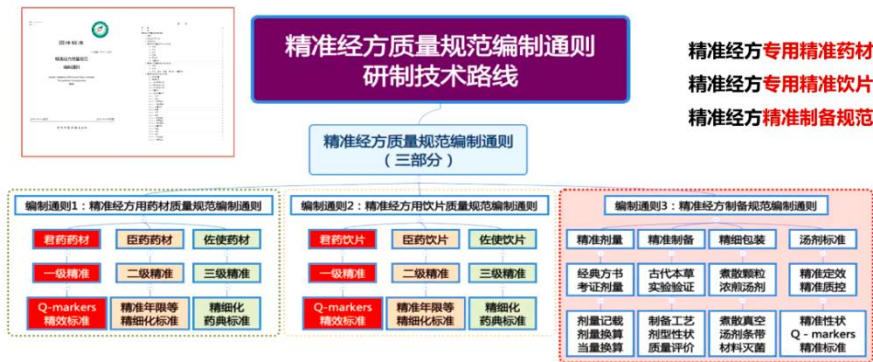 团体标准
精准经方质量规范
编制通则
精准经方质量规范编制通则
研制技术路线
精准经方专用精准药材
精准经方专用精准饮片
精准经方精准制备规范
精准经方质量规范编制通则
（三部分）
编制通则1：精准经方用药材质量规范编制通则
君药药材 臣药药材 佐使药材
一级精准 二级精准 三级精准
Q-markers 精准年限等 精细化
精效标准 精细化标准 药典标准
编制通则2：精准经方用饮片质量规范编制通则
君药饮片 臣药饮片 佐使饮片
一级精准 二级精准 三级精准
Q-markers 精准年限等 精细化
精效标准 精细化标准 药典标准
编制通则3：精准经方制备规范编制通则
精准剂量 精准制备 精细包装 汤剂标准
经典方书 古代本草 煮散颗粒 精准定效
考证剂量 实验验证 浓煎汤剂 精准质控
剂量记载 制备工艺 煮散真空 精准性状
剂量换算 剂型性状 汤剂条带 Q - markers
当量换算 质量评价 材料灭菌 精准标准